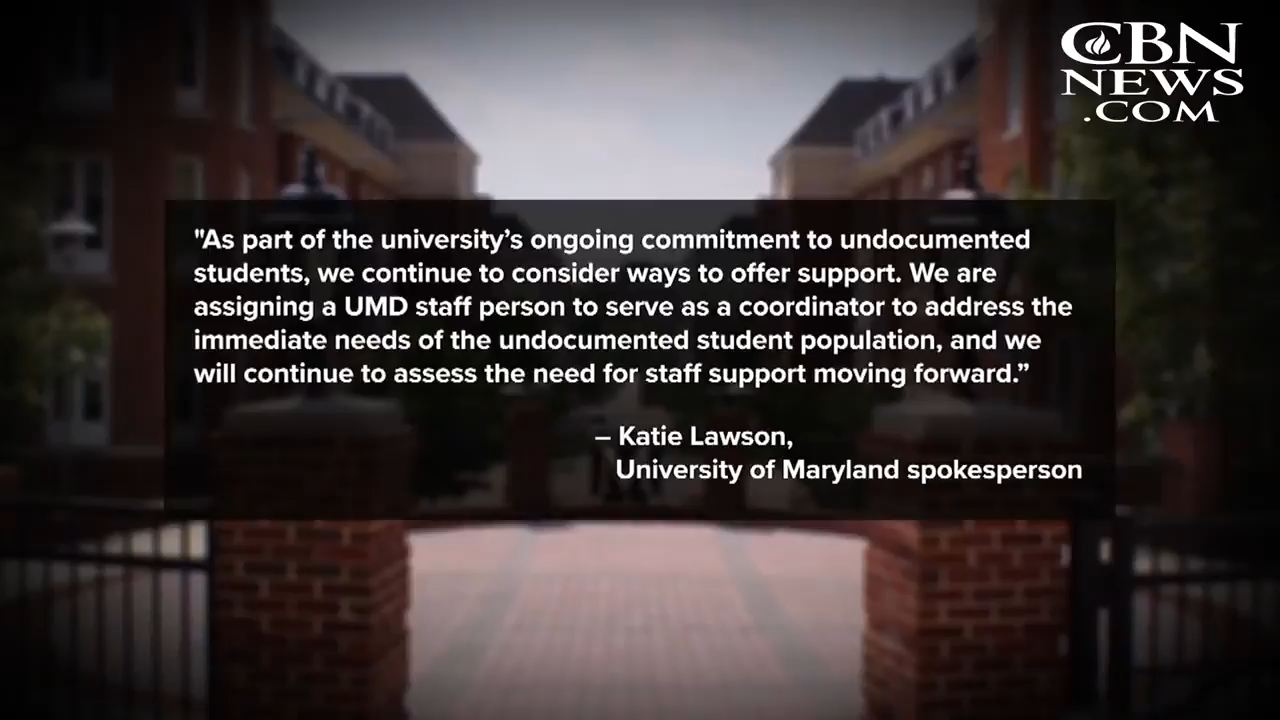 CBN
NEWS
.COM
"As part of the university’s ongoing commitment to undocumented
students, we continue to consider ways to offer support. We are
assigning a UMD staff person to serve as a coordinator to address the
immediate needs of the undocumented student population, and we
will continue to assess the need for staff support moving forward.”
– Katie Lawson,
University of Maryland spokesperson